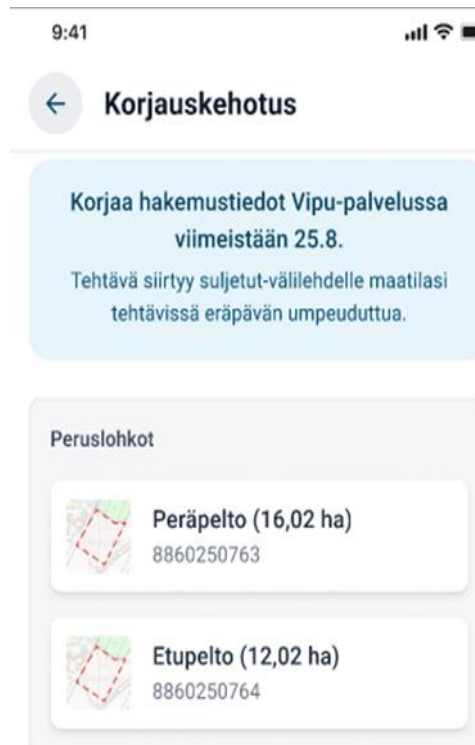 9:41
Korjauskehotus
Korjaa hakemustiedot Vipu-palvelussa
viimeistään 25.8.
Tehtävä siirtyy suljetut-välilehdelle maatilasi
tehtävissä eräpävän umpeuduttua.
Peruslohkot
Peräpelto (16,02 ha)
8860250763
Etupelto (12,02 ha)
8860250764